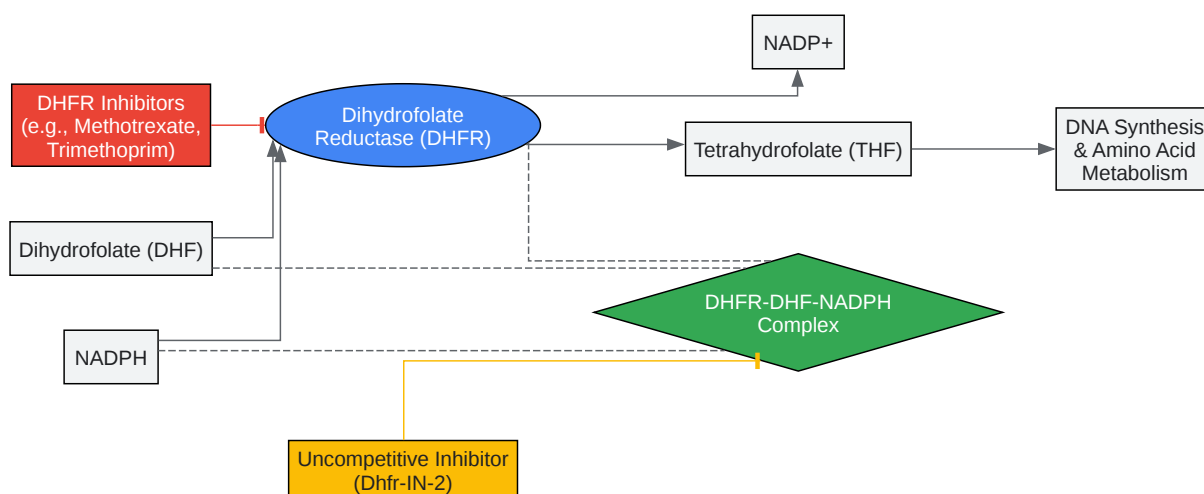 NADP+
DHFR Inhibitors
(e.g., Methotrexate,
Trimethoprim)
Dihydrofolate
Reductase (DHFR)
Tetrahydrofolate (THF)
DNA Synthesis
& Amino Acid
Metabolism
Dihydrofolate (DHF)
DHFR-DHF-NADPH
Complex
NADPH
Uncompetitive Inhibitor
(Dhfr-IN-2)